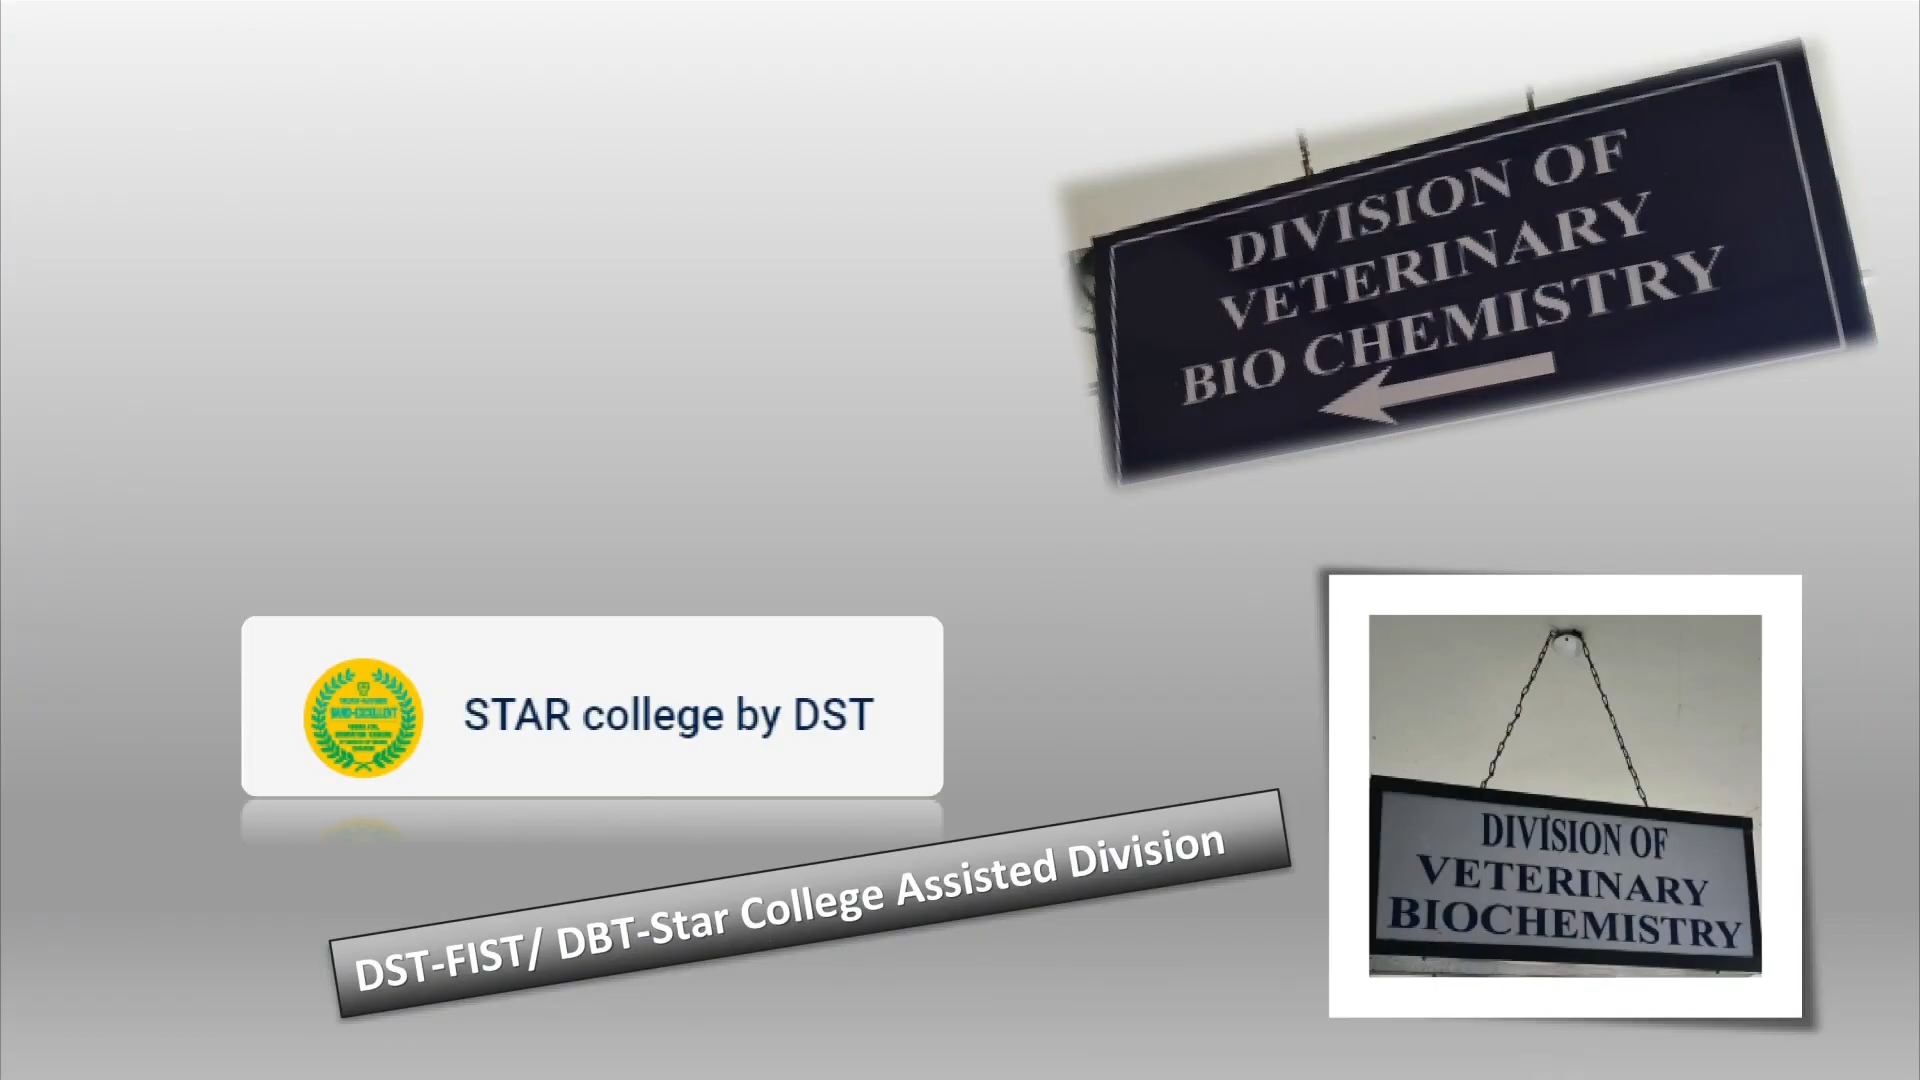 DIVISION OF
VETERINARY
BIO CHEMISTRY
STAR college by DST
DST-FIST/ DBT-Star College Assisted Division
DIVISION OF
VETERINARY
BIOCHEMISTRY